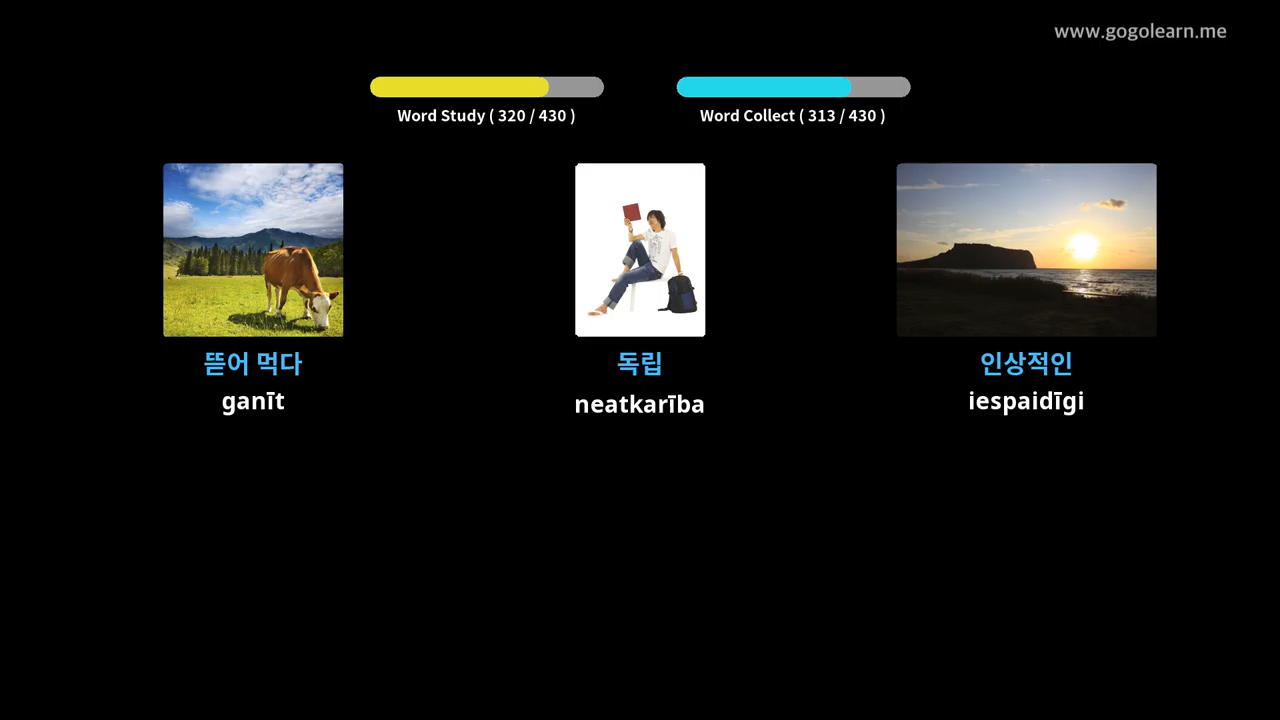 www.gogolearn.me
Word Study ( 320 / 430 )
Word Collect ( 313 / 430 )
뜯어 먹다
ganīt
독립
neatkarība
인상적인
iespaidīgi